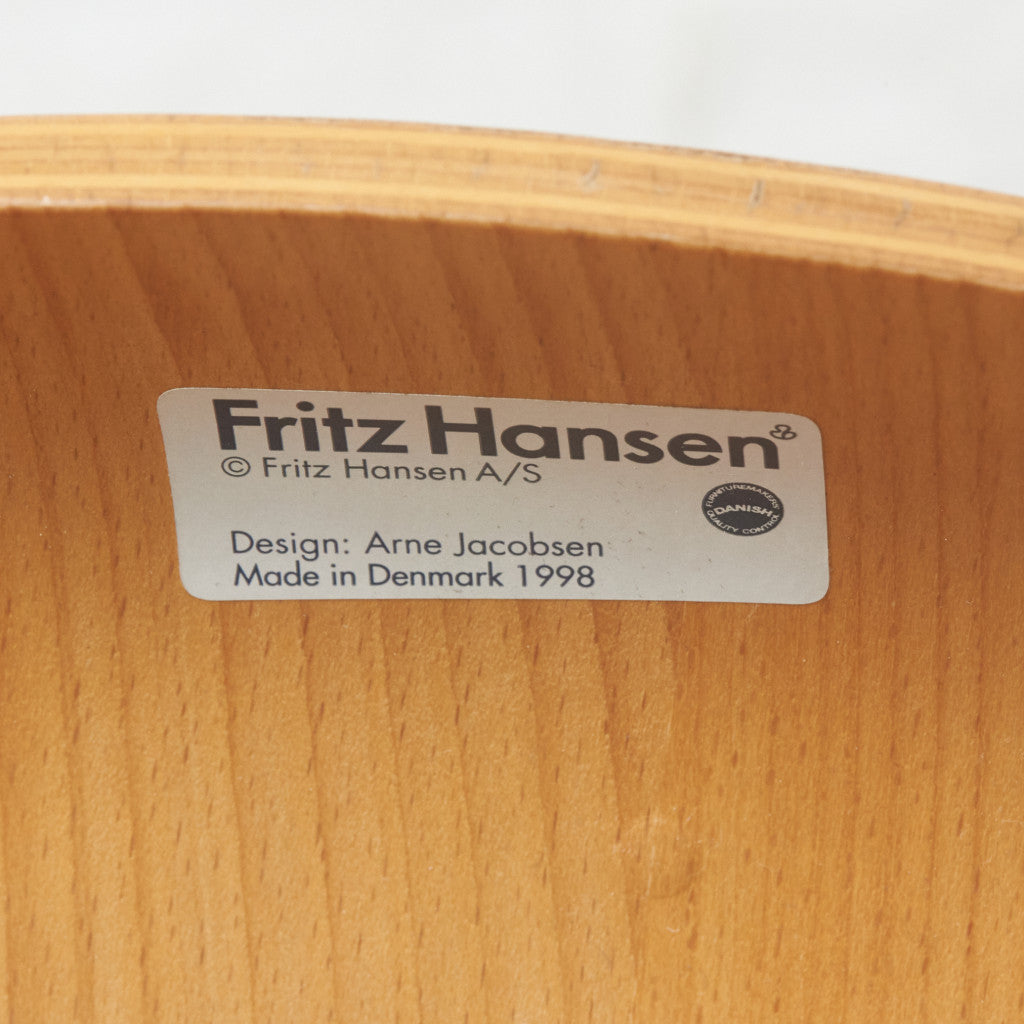 Fritz Hansen
© Fritz Hansen A/S
FURNITUREMAKERS'
DANISH
QUALITY CONTROL
Design: Arne Jacobsen
Made in Denmark 1998